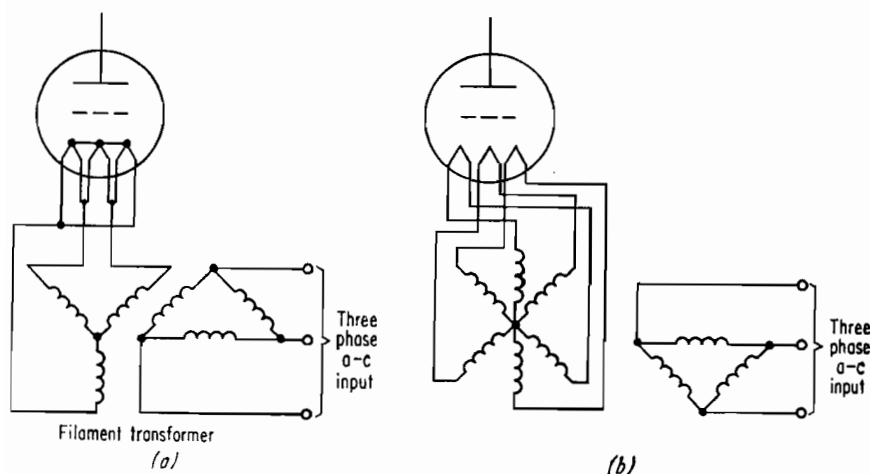 Three
phase
a-c
input
Filament transformer
(a)
Three
phase
a-c
input
(b)